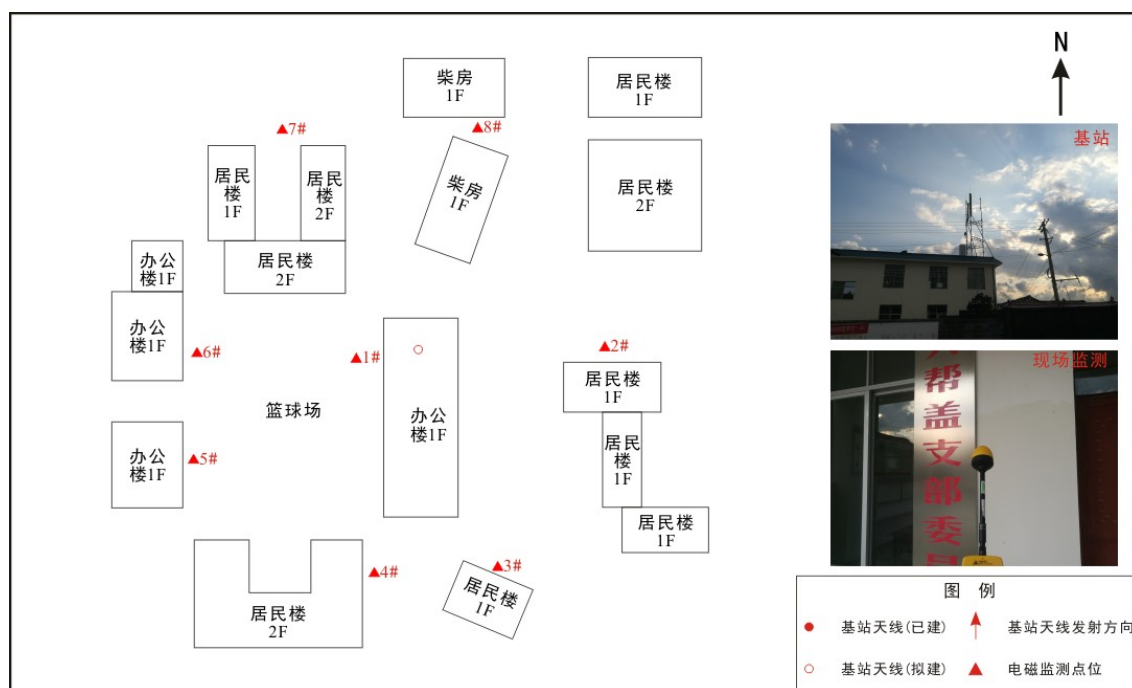 N
柴房
1F
居民楼
1F
基站
▲7#
▲8#
居民
楼
1F
居民
楼
2F
柴房
1F
居民楼
2F
办公
楼1F
居民楼
2F
办公
楼1F
▲6#
▲1#
▲2#
居民楼
1F
现场监测
篮球场
办公
楼1F
居民
楼
1F
帮盖支部委员
办公
楼1F
▲5#
居民楼
1F
▲4#
▲3#
居民楼
1F
居民楼
2F
图 例
基站天线(已建)
基站天线发射方向
基站天线(拟建)
电磁监测点位